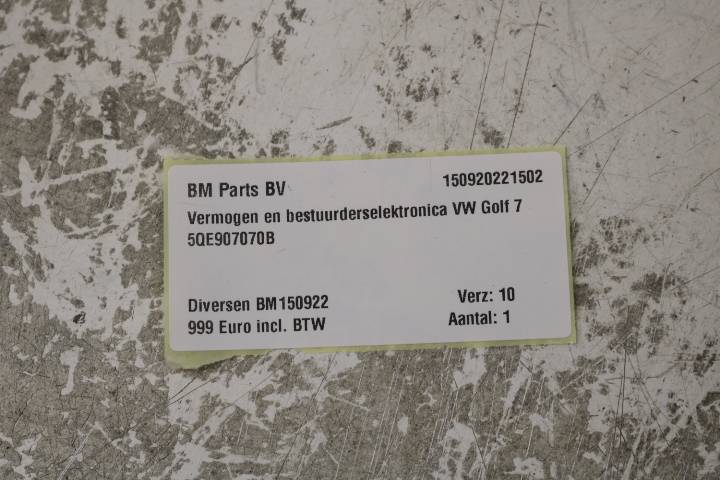 BM Parts BV 150920221502
Vermogen en bestuurderselektronica VW Golf 7
5QE907070B
Diversen BM150922 Verz: 10
999 Euro incl. BTW Aantal: 1